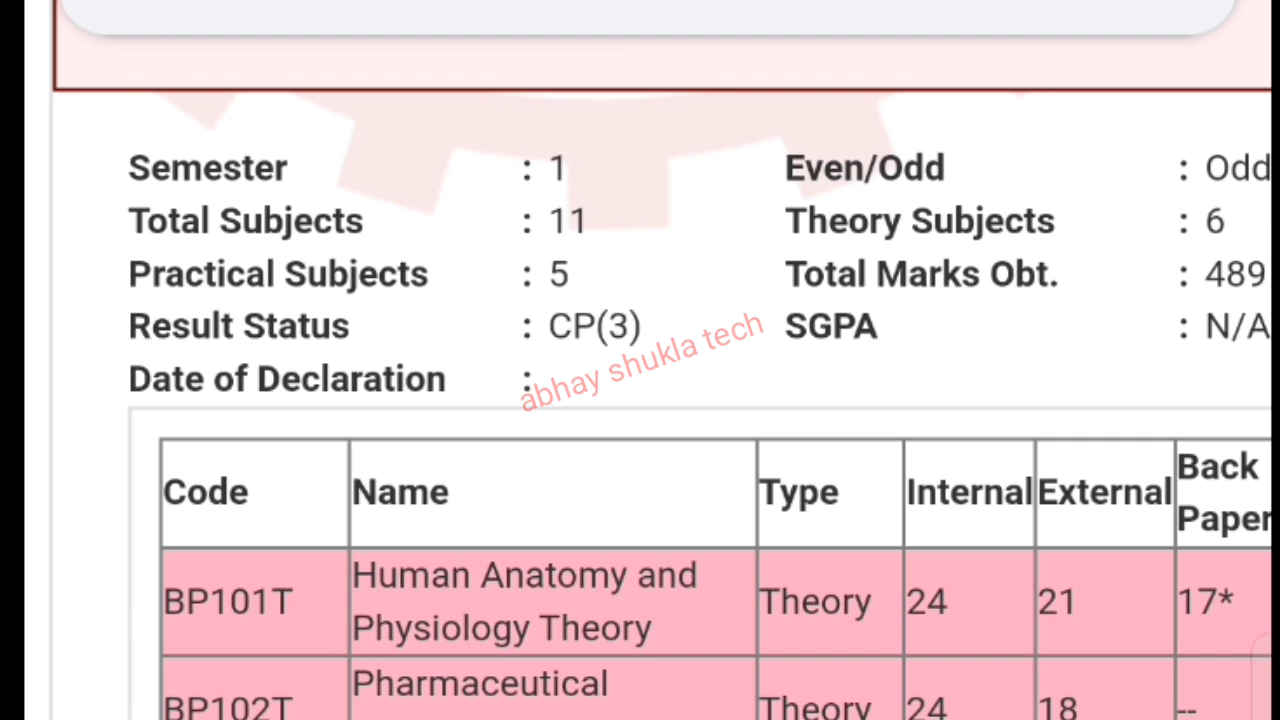 Semester : 1 Even/Odd : Odd
Total Subjects : 11 Theory Subjects : 6
Practical Subjects : 5 Total Marks Obt. : 489
Result Status : CP(3) SGPA : N/A
Date of Declaration :
abhay shukla tech
Code Name Type Internal External Back Paper
BP101T Human Anatomy and Physiology Theory Theory 24 21 17*
BP102T Pharmaceutical Theory 24 18 --